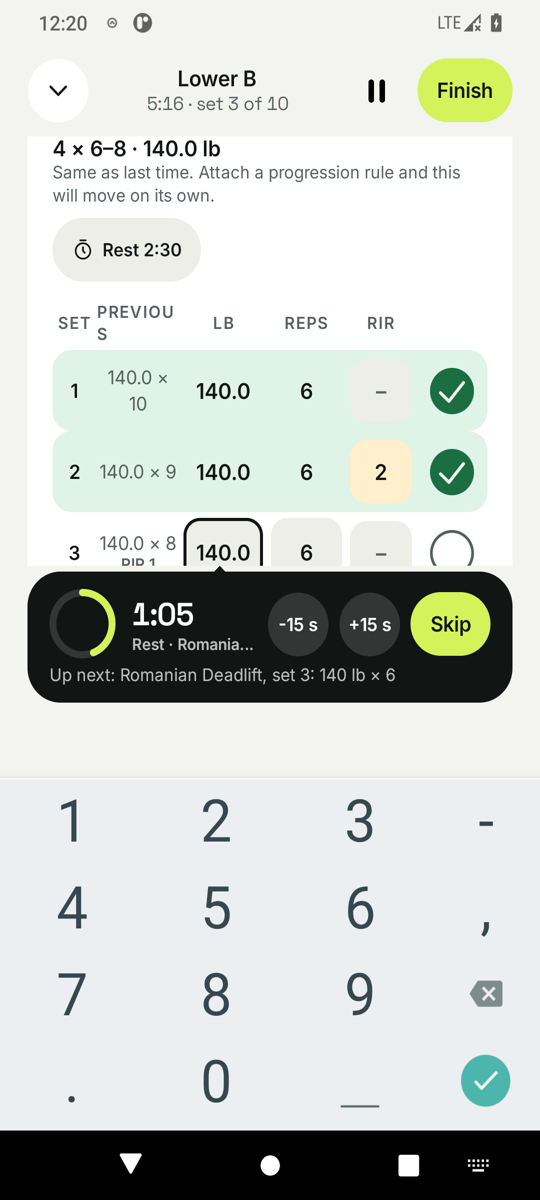 12:20
LTE
Lower B
5:16 · set 3 of 10
Finish
4 × 6–8 · 140.0 lb
Same as last time. Attach a progression rule and this
will move on its own.
Rest 2:30
SET PREVIOU
S LB REPS RIR
1 140.0 ×
10 140.0 6 –
2 140.0 × 9 140.0 6 2
3 140.0 × 8 140.0 6 –
RIR 1
1:05
Rest · Romania...
-15 s
+15 s
Skip
Up next: Romanian Deadlift, set 3: 140 lb × 6
1 2 3 -
4 5 6 ,
7 8 9
. 0